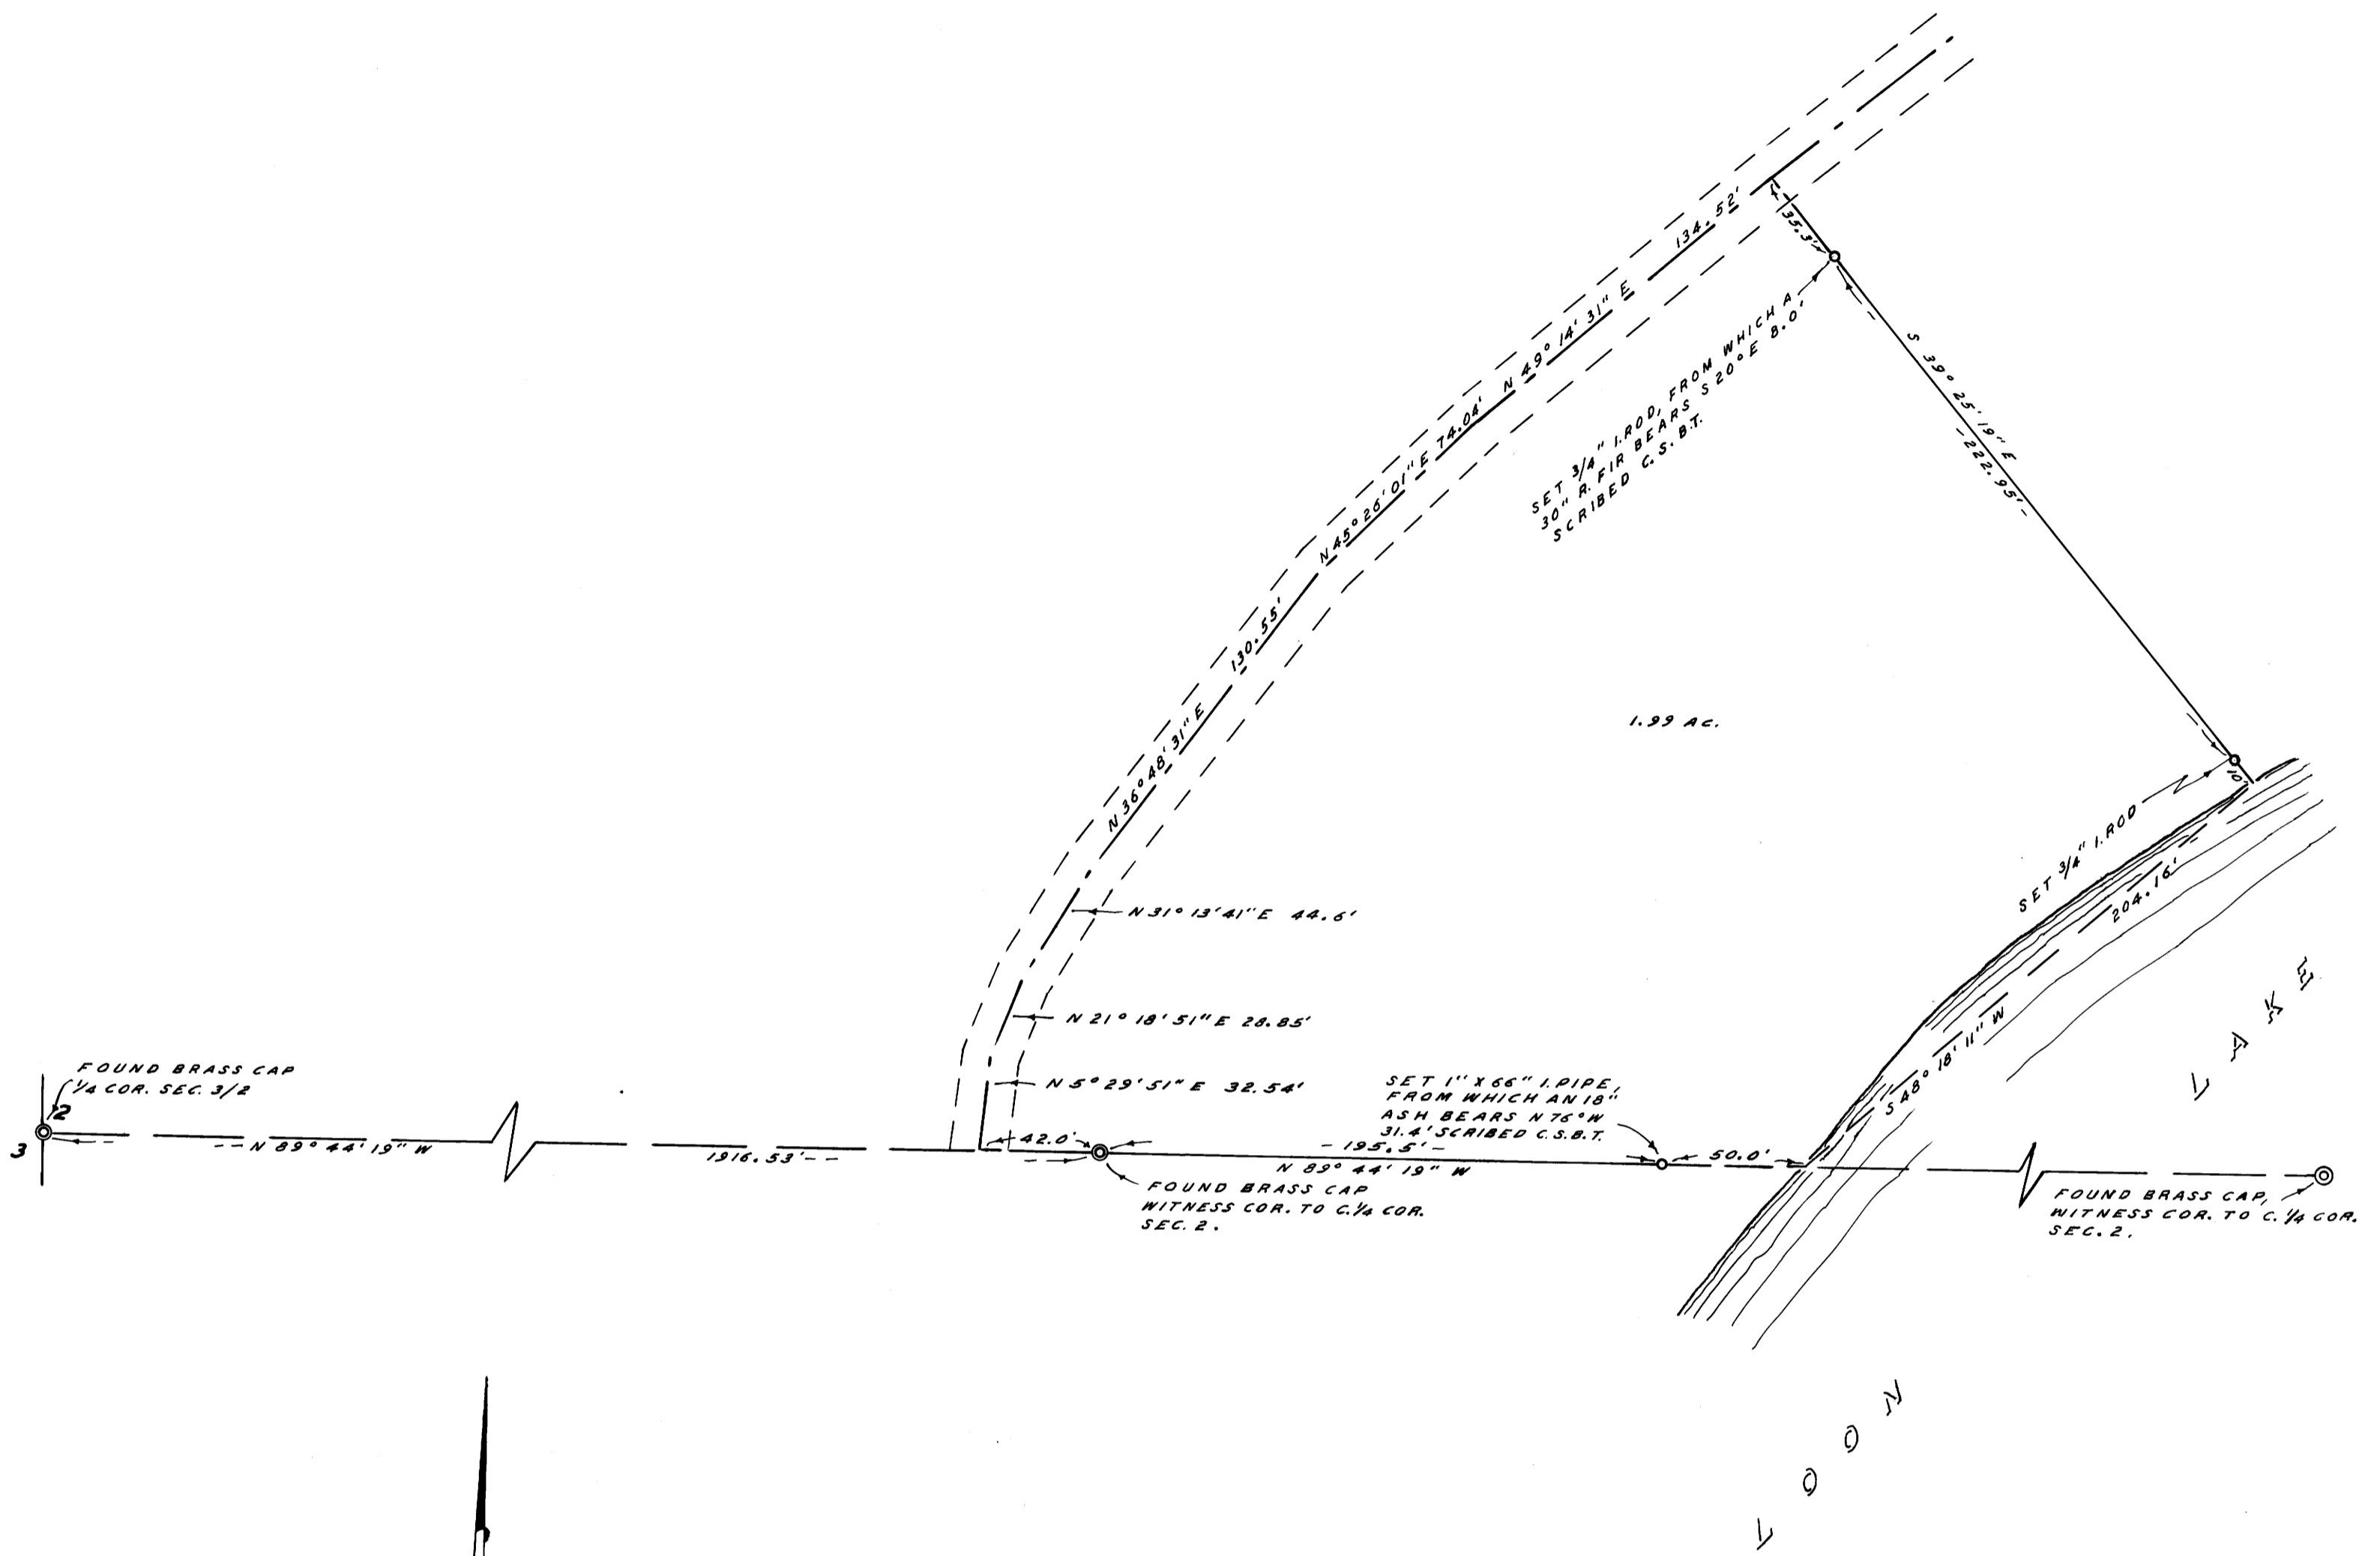 134.52'
35.3'
N 49° 14' 31" E
SET 3/4" I.ROD, FROM WHICH A
30" R. FIR BEARS S 20° E 8.0'
SCRIBED C.S. B.T.
S 39° 25' 19" E
-222.95'-
N 45° 26' 01" E 74.04'
130.55'
N 36° 48' 31" E
1.99 AC.
10'
SET 3/4" I.ROD
204.16'
S 48° 18' 11" W
N 31° 13' 41" E 44.6'
N 21° 18' 51" E 28.85'
N 5° 29' 51" E 32.54'
FOUND BRASS CAP
1/4 COR. SEC. 3/2
2
3
--N 89° 44' 19" W
1916.53'--
42.0'
SET 1" X 66" I.PIPE,
FROM WHICH AN 18"
ASH BEARS N 76° W
31.4' SCRIBED C.S.B.T.
-195.5'-
N 89° 44' 19" W
50.0'
FOUND BRASS CAP
WITNESS COR. TO C.1/4 COR.
SEC. 2.
FOUND BRASS CAP,
WITNESS COR. TO C. 1/4 COR.
SEC. 2.
LOON LAKE